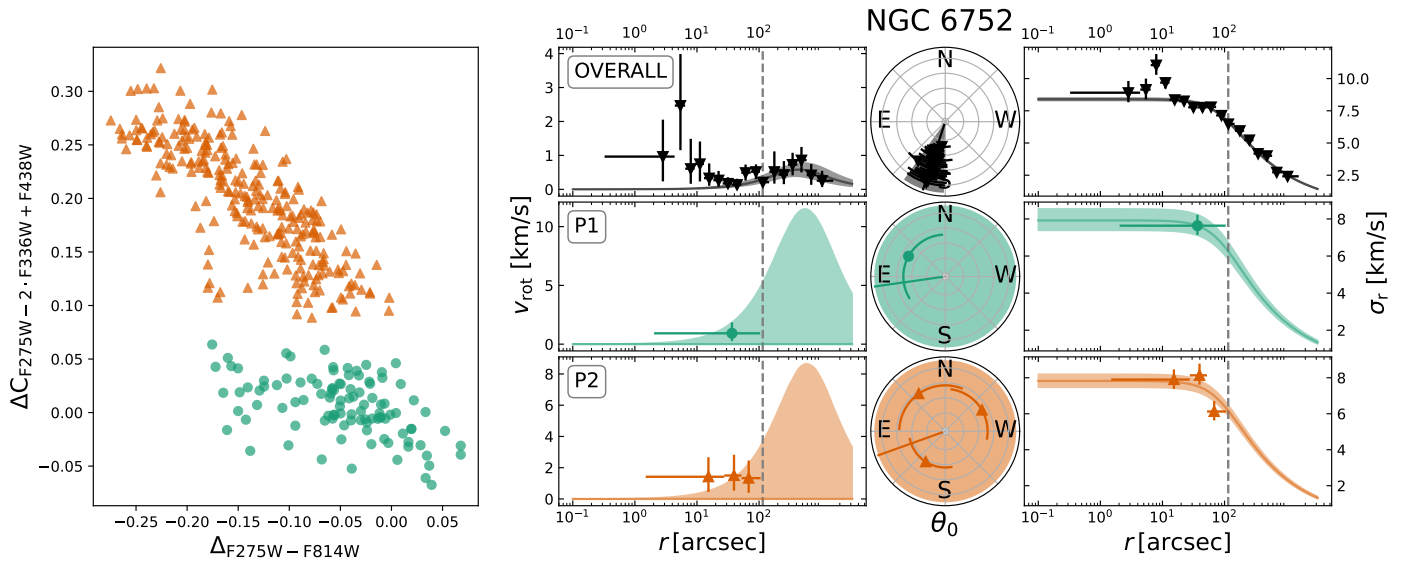 NGC 6752
10⁻¹ 10⁰ 10¹ 10²
10⁻¹ 10⁰ 10¹ 10²
OVERALL
4
3
2
1
0
N
E W
S
10.0
7.5
5.0
2.5
P1
10
5
0
N
E W
S
8
6
4
2
P2
8
6
4
2
0
N
E W
S
8
6
4
2
v_rot [km/s]
σ_r [km/s]
10⁻¹ 10⁰ 10¹ 10²
10⁻¹ 10⁰ 10¹ 10²
r [arcsec]
θ₀
r [arcsec]
0.30
0.25
0.20
0.15
0.10
0.05
0.00
−0.05
ΔC_F275W − 2 · F336W + F438W
−0.25 −0.20 −0.15 −0.10 −0.05 0.00 0.05
Δ_F275W − F814W